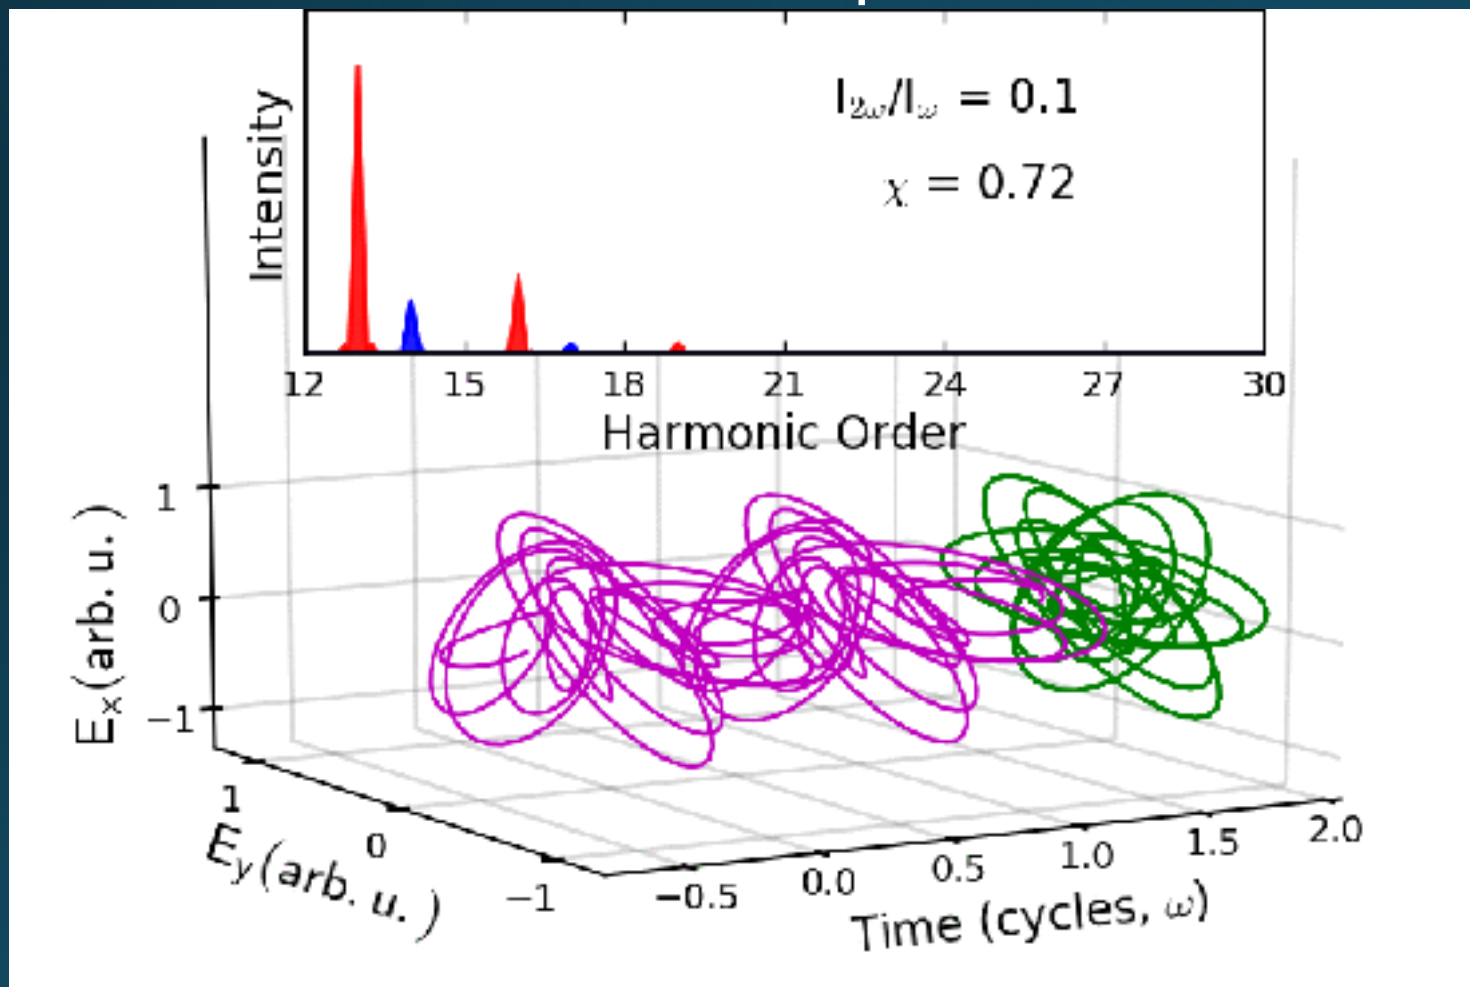 Intensity
I₂ω/Iω = 0.1
χ = 0.72
12 15 18 21 24 27 30
Harmonic Order
Eₓ(arb. u. )
1
0
−1
1
0
−1
E_y(arb. u. )
−0.5 0.0 0.5 1.0 1.5 2.0
Time (cycles, ω)